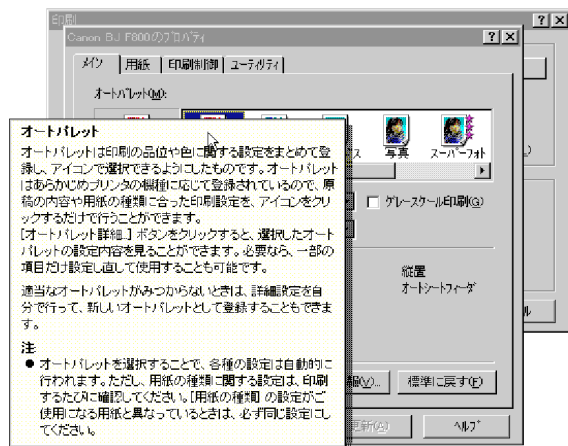 印刷
Canon BJ F800のプロパティ
メイン
用紙
印刷制御
ユーティリティ
オートパレット(M):
写真
スーパーフォト
グレースケール印刷(G)
縦置
オートシートフィーダ
標準に戻す(F)
更新(A)
ヘルプ
オートパレット
オートパレットは印刷の品位や色に関する設定をまとめて登
録し、アイコンで選択できるようにしたものです。オートパレット
はあらかじめプリンタの機種に応じて登録されているので、原
稿の内容や用紙の種類に合った印刷設定を、アイコンをクリ
ックするだけで行うことができます。
[オートパレット詳細...] ボタンをクリックすると、選択したオート
パレットの設定内容を見ることができます。必要なら、一部の
項目だけ設定し直して使用することも可能です。
適当なオートパレットがみつからないときは、詳細設定を自
分で行って、新しいオートパレットとして登録することもできま
す。
注
● オートパレットを選択することで、各種の設定は自動的に
行われます。ただし、用紙の種類に関する設定は、印刷
するたびに確認してください。[用紙の種類] の設定がご
使用になる用紙と異なっているときは、必ず同じ設定にし
てください。